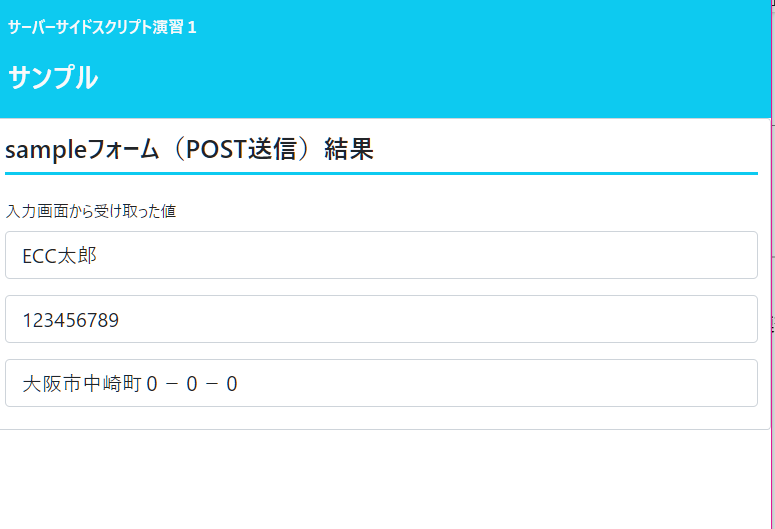 サーバーサイドスクリプト演習１
サンプル
sampleフォーム（POST送信）結果
入力画面から受け取った値
ECC太郎
123456789
大阪市中崎町０－０－０